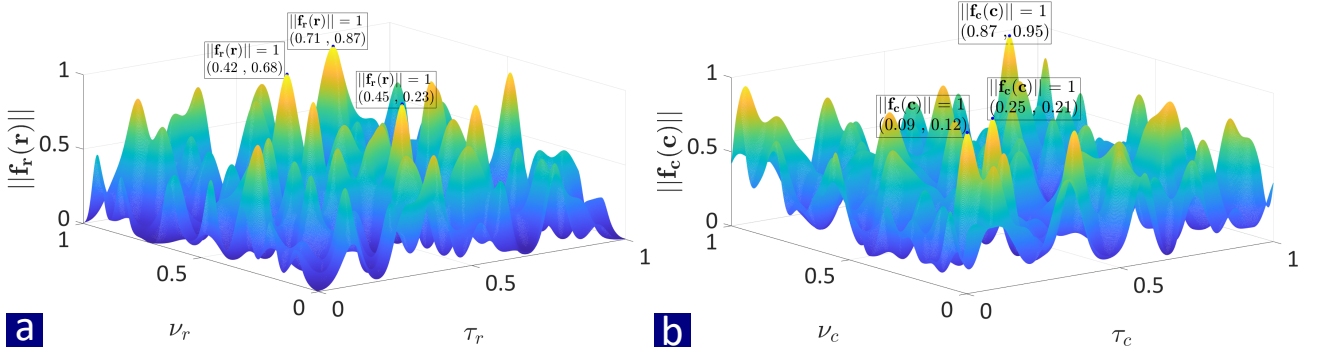 ||f_r(r)|| = 1
(0.71 , 0.87)
||f_r(r)|| = 1
(0.42 , 0.68)
||f_r(r)|| = 1
(0.45 , 0.23)
||f_r(r)||
1
0.5
0
1
0.5
0
0
0.5
1
ν_r
τ_r
a
||f_c(c)|| = 1
(0.87 , 0.95)
||f_c(c)|| = 1
(0.25 , 0.21)
||f_c(c)|| = 1
(0.09 , 0.12)
||f_c(c)||
1
0.5
0
1
0.5
0
0
0.5
1
ν_c
τ_c
b